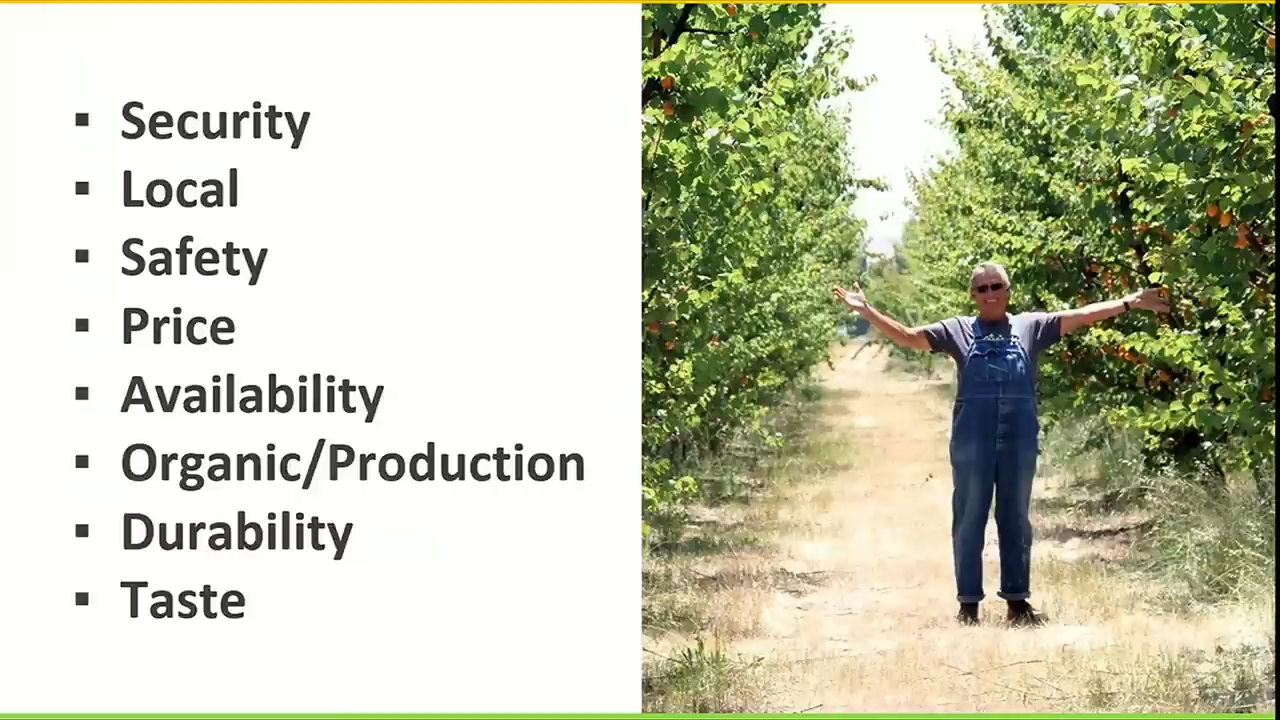 ▪ Security
▪ Local
▪ Safety
▪ Price
▪ Availability
▪ Organic/Production
▪ Durability
▪ Taste